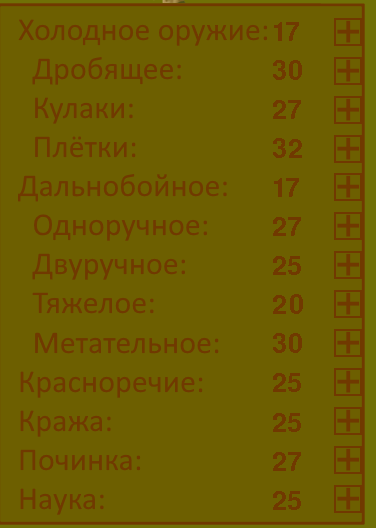 Холодное оружие: 17
Дробящее: 30
Кулаки: 27
Плётки: 32
Дальнобойное: 17
Одноручное: 27
Двуручное: 25
Тяжелое: 20
Метательное: 30
Красноречие: 25
Кража: 25
Починка: 27
Наука: 25